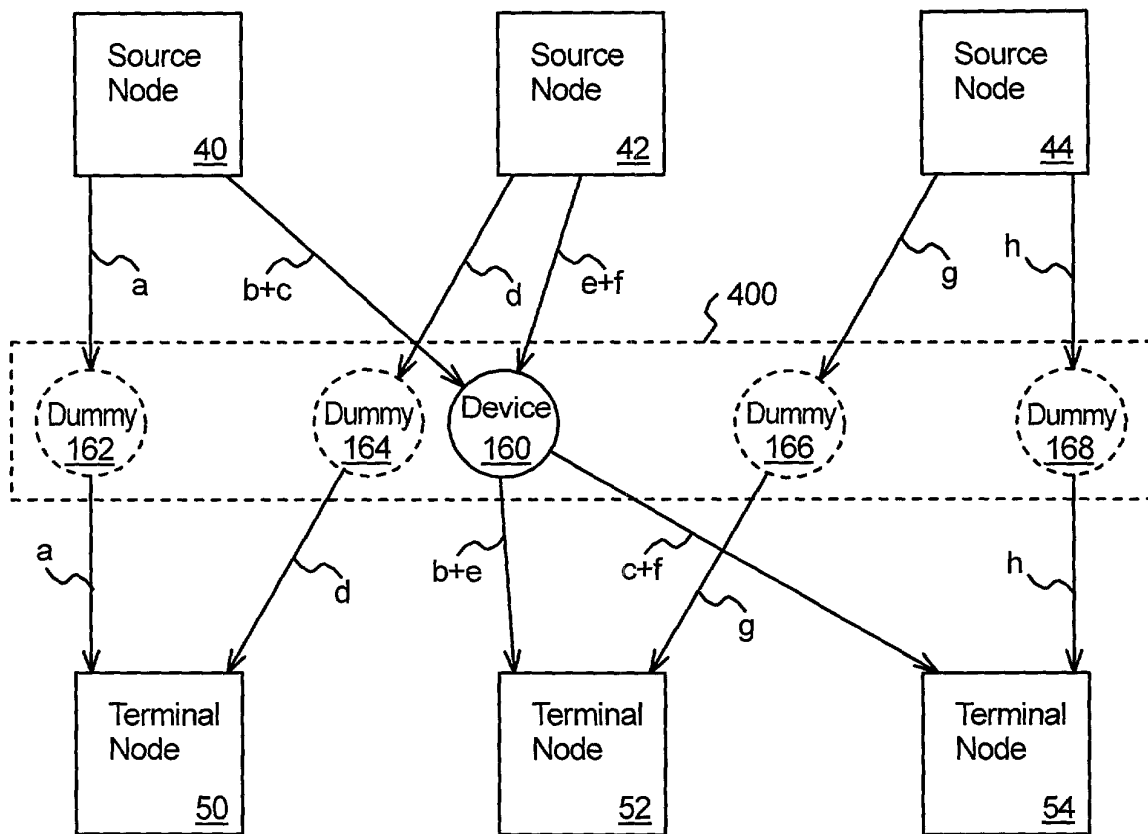 Source
Node
40
Source
Node
42
Source
Node
44
a
b+c
d
e+f
g
h
400
Dummy
162
Dummy
164
Device
160
Dummy
166
Dummy
168
a
d
b+e
c+f
g
h
Terminal
Node
50
Terminal
Node
52
Terminal
Node
54